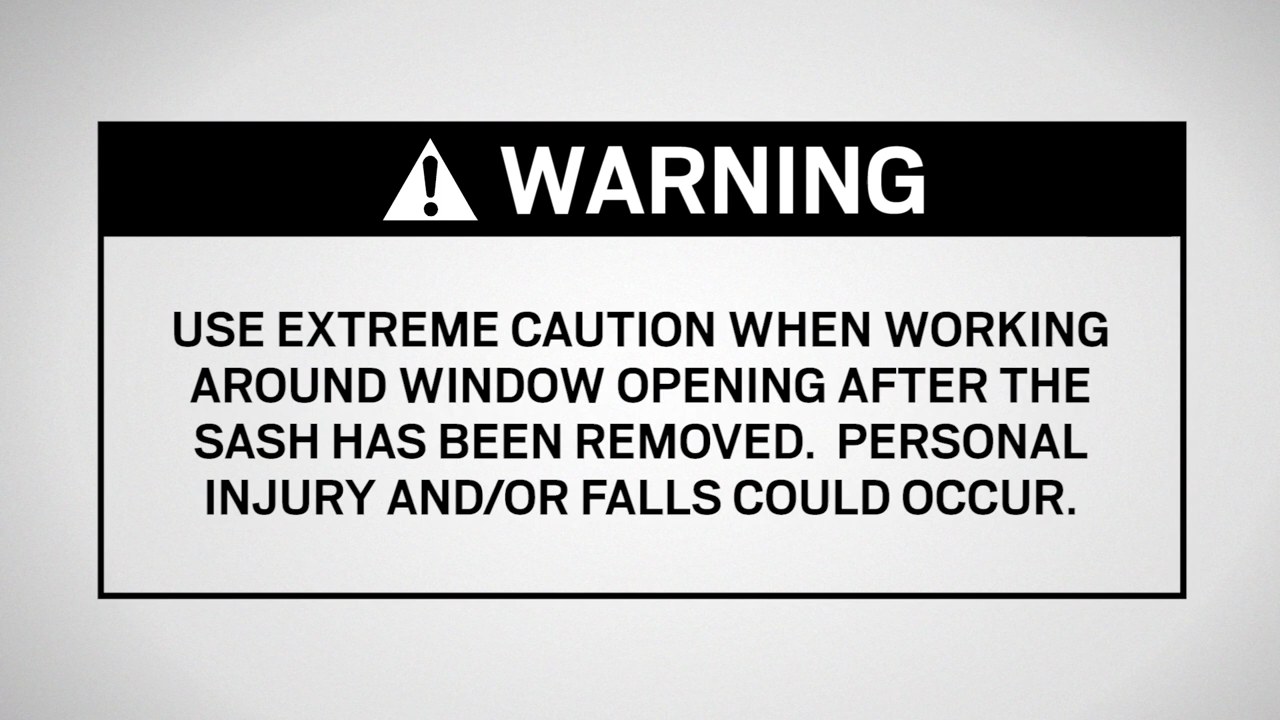 WARNING
USE EXTREME CAUTION WHEN WORKING
AROUND WINDOW OPENING AFTER THE
SASH HAS BEEN REMOVED.  PERSONAL
INJURY AND/OR FALLS COULD OCCUR.